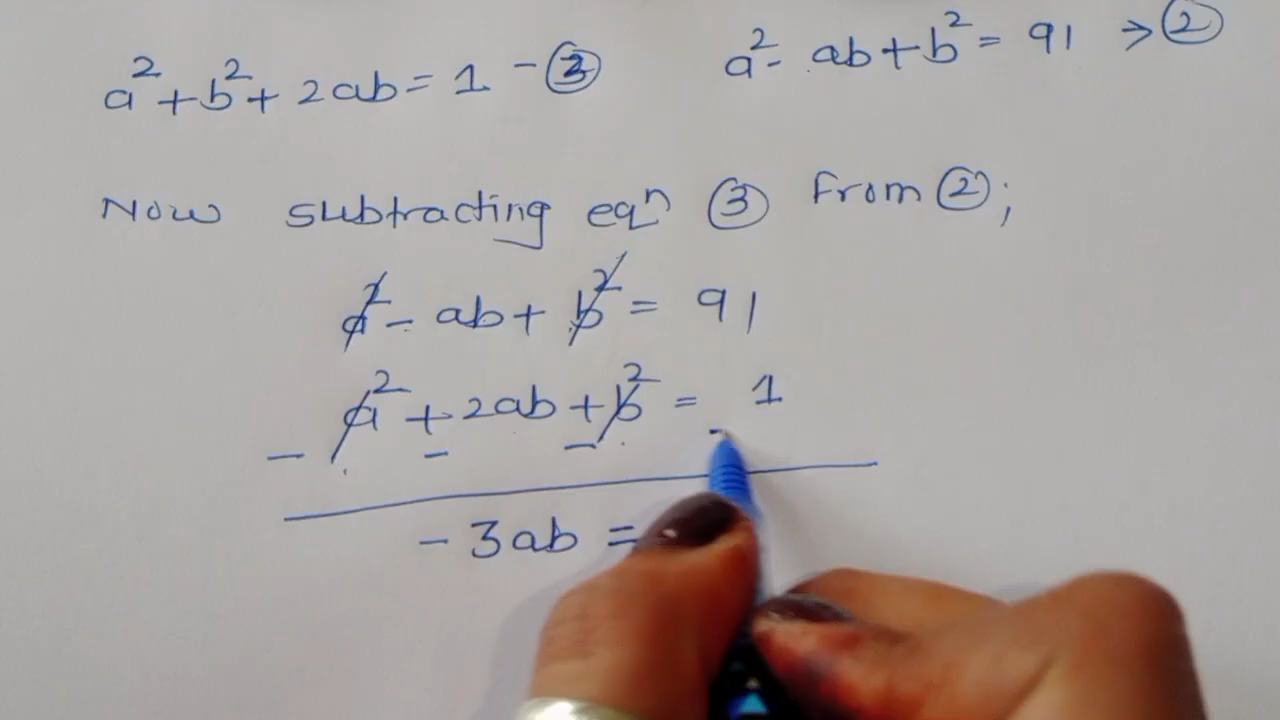 a² + b² + 2ab = 1 - ③ a² - ab + b² = 91 → ②
Now subtracting eqⁿ ③ from ②;
a² - ab + b² = 91
a² + 2ab + b² = 1
- - - -
-3ab =